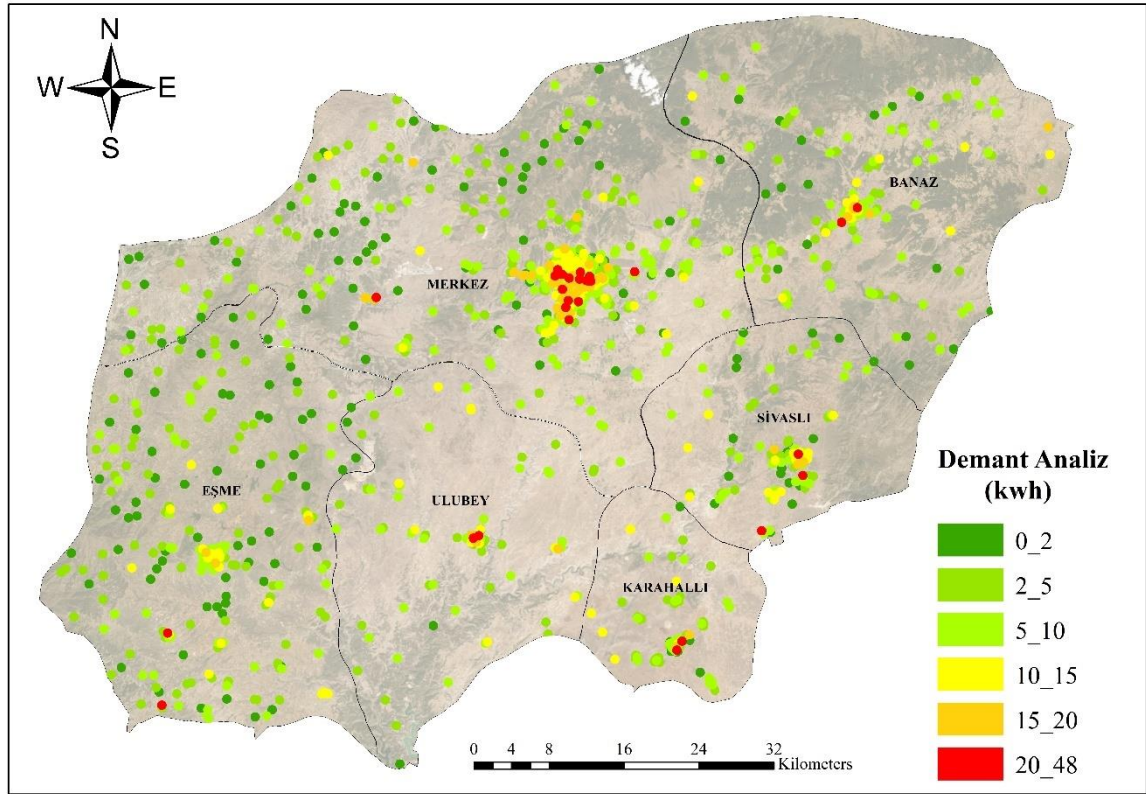 N
W E
S
BANAZ
MERKEZ
SİVASLI
EŞME
ULUBEY
KARAHALLI
Demant Analiz
(kwh)
0_2
2_5
5_10
10_15
15_20
20_48
0 4 8 16 24 32
Kilometers